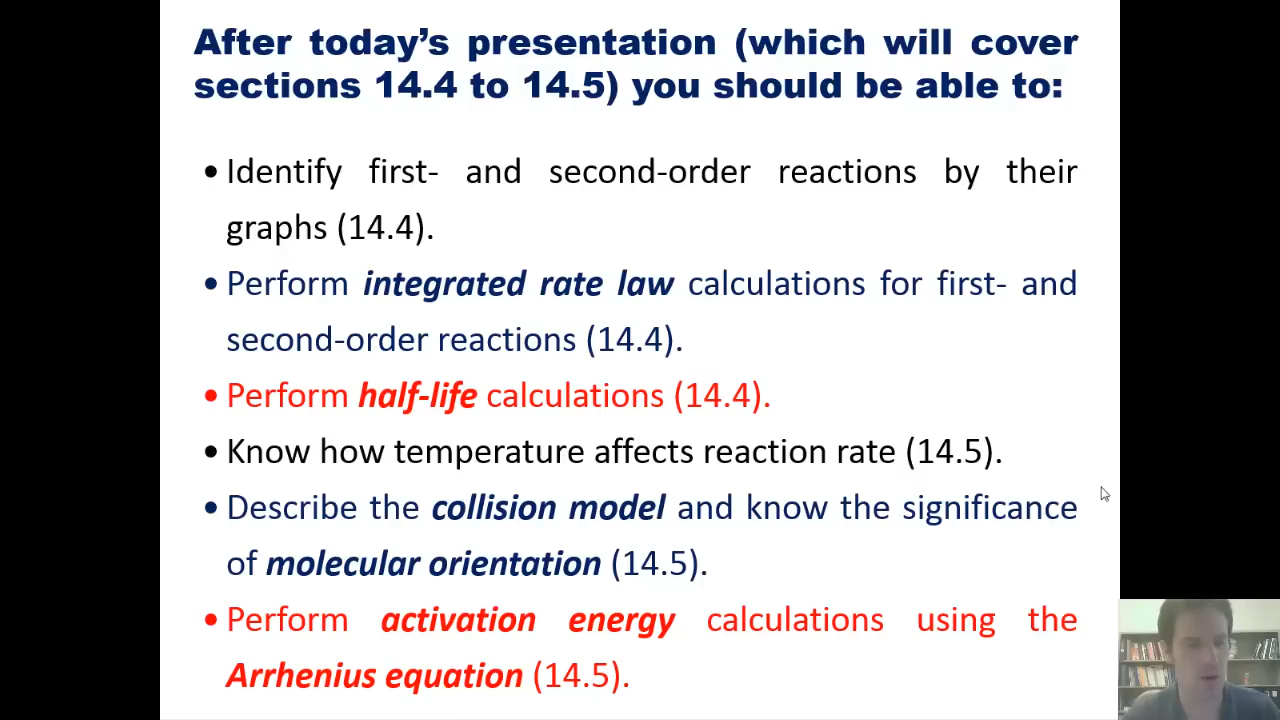 After today’s presentation (which will cover
sections 14.4 to 14.5) you should be able to:
•Identify first- and second-order reactions by their
graphs (14.4).
•Perform integrated rate law calculations for first- and
second-order reactions (14.4).
•Perform half-life calculations (14.4).
•Know how temperature affects reaction rate (14.5).
•Describe the collision model and know the significance
of molecular orientation (14.5).
•Perform activation energy calculations using the
Arrhenius equation (14.5).